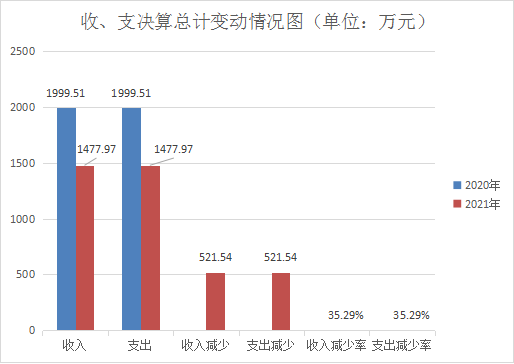 收、支决算总计变动情况图（单位：万元）
2500
2000
1500
1000
500
0
1999.51
1999.51
1477.97
1477.97
521.54
521.54
35.29%
35.29%
收入
支出
收入减少
支出减少
收入减少率
支出减少率
2020年
2021年